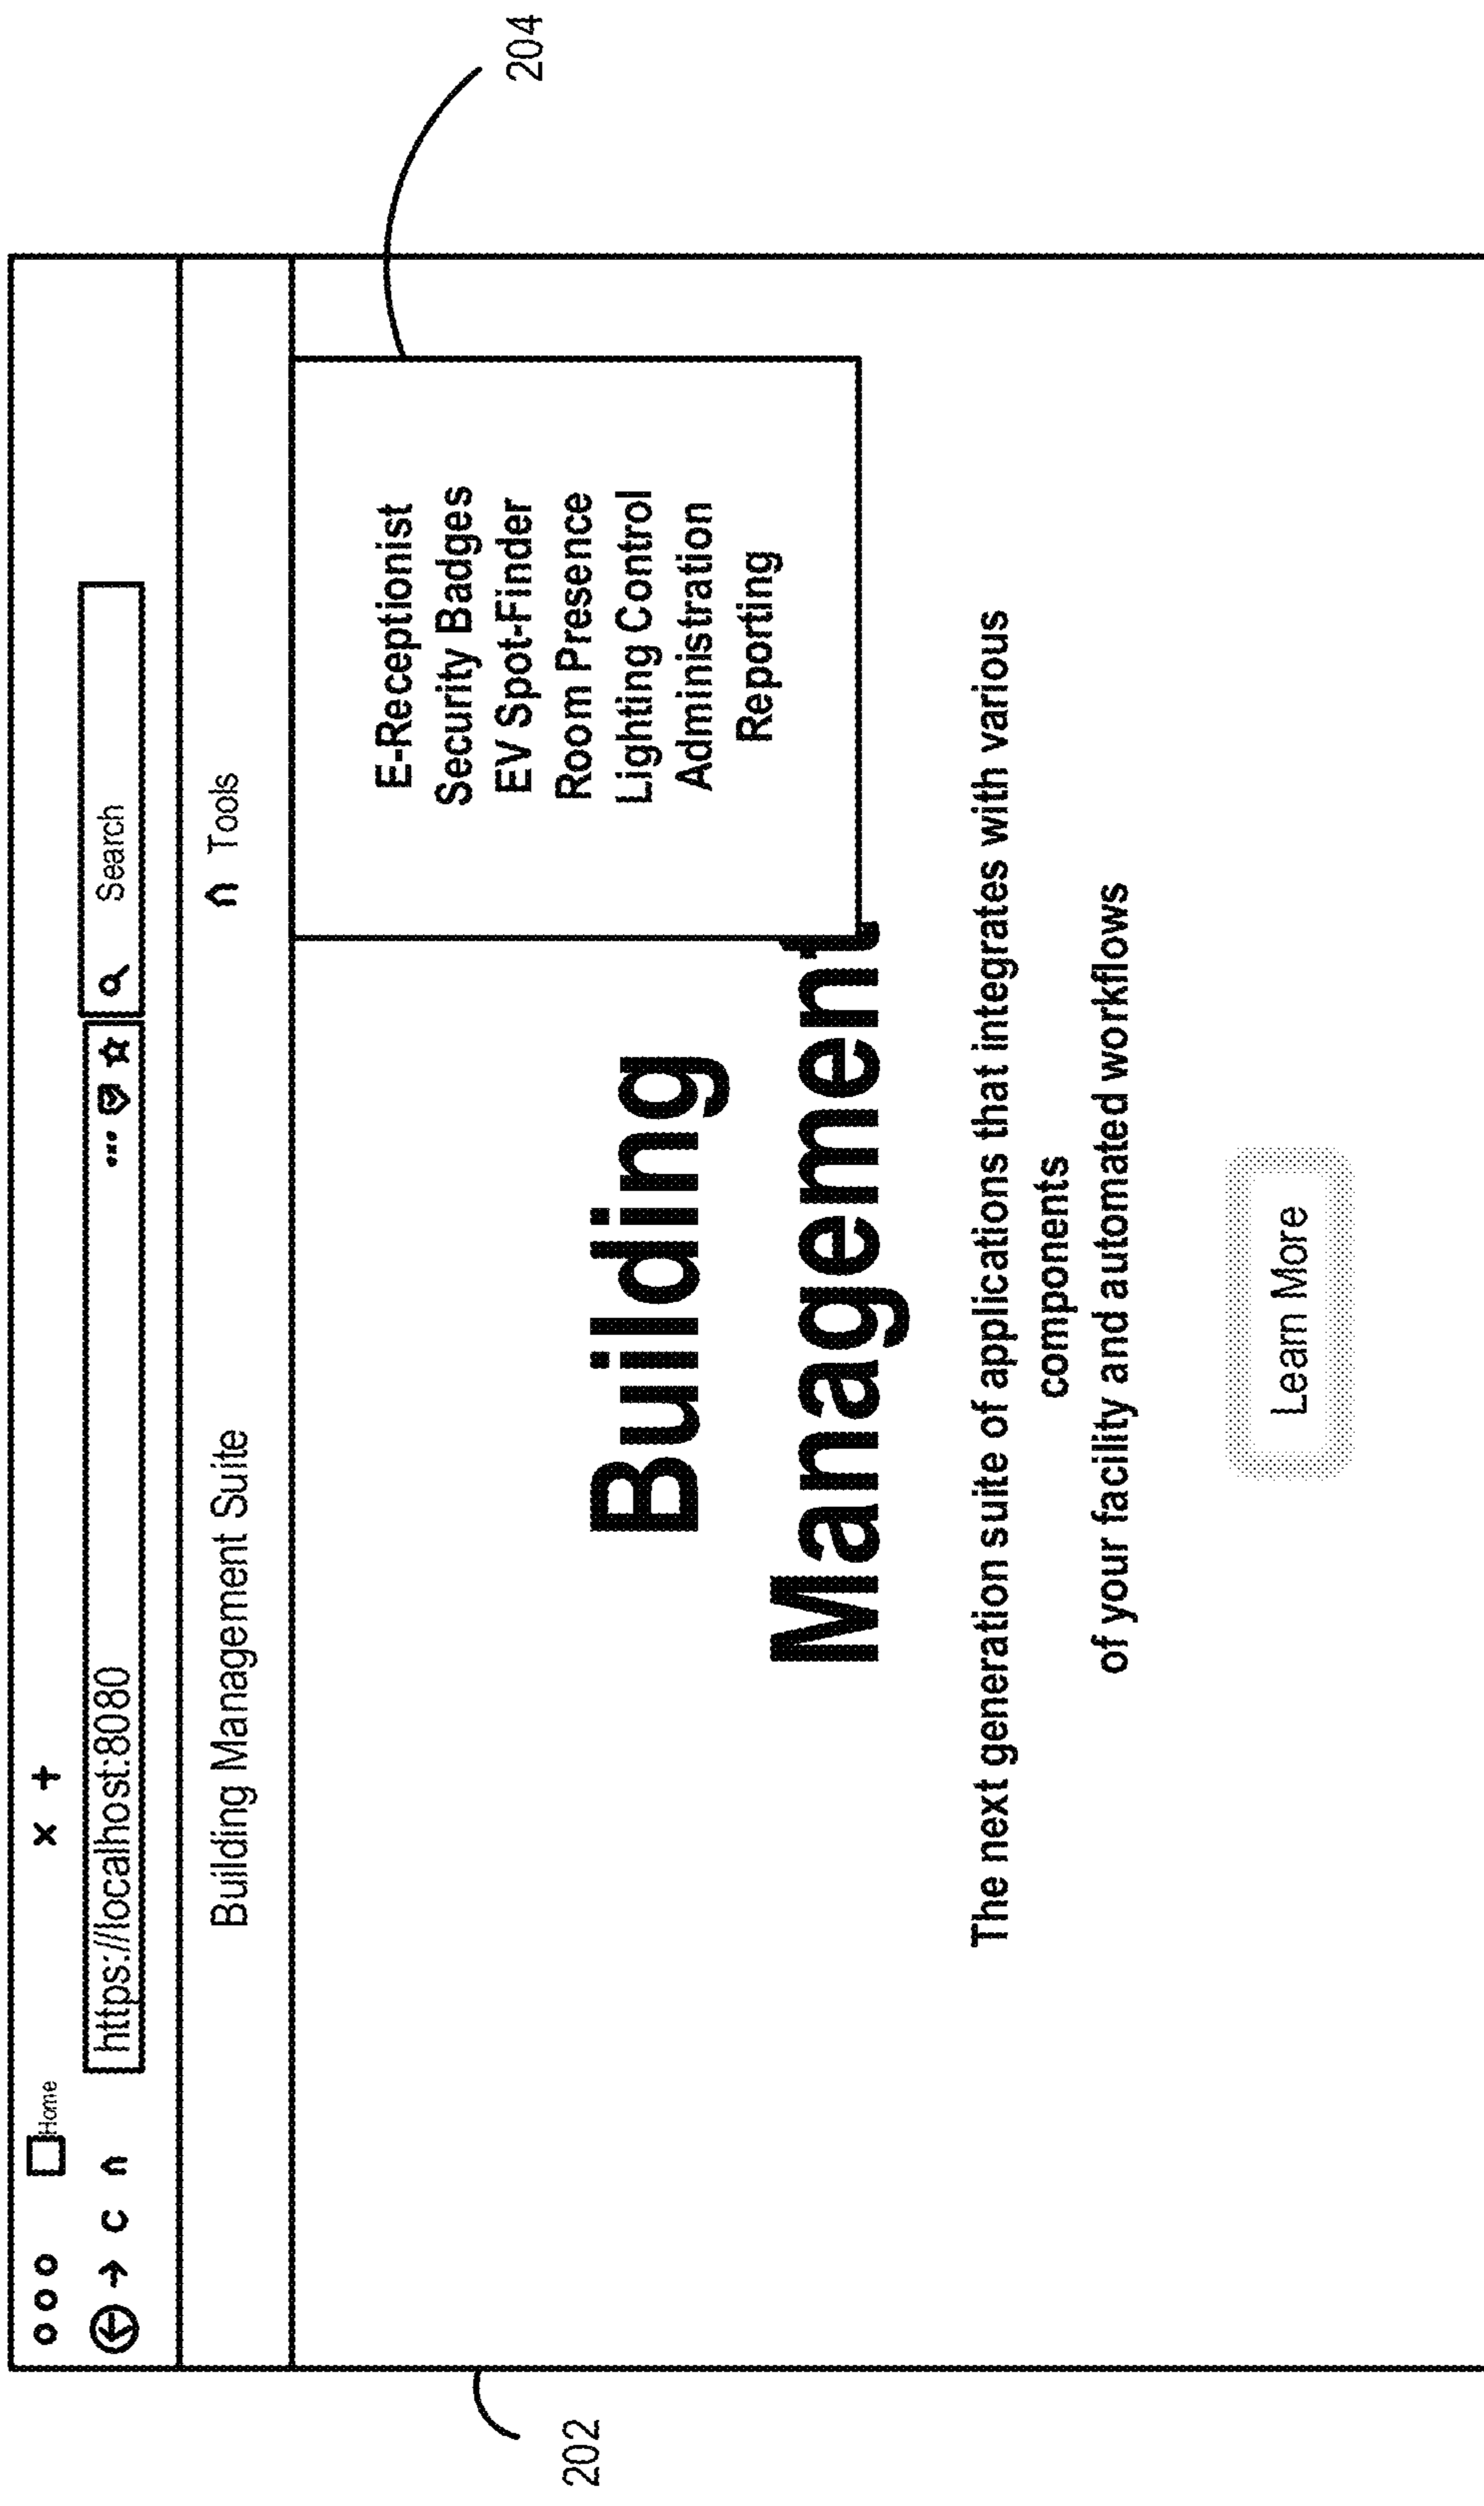 Home × +
https://localhost:8080 ... Search
Building Management Suite
Tools
204
E-Receptionist
Security Badges
EV Spot-Finder
Room Presence
Lighting Control
Administration
Reporting
202
Building
Management
The next generation suite of applications that integrates with various
components
of your facility and automated workflows
Learn More